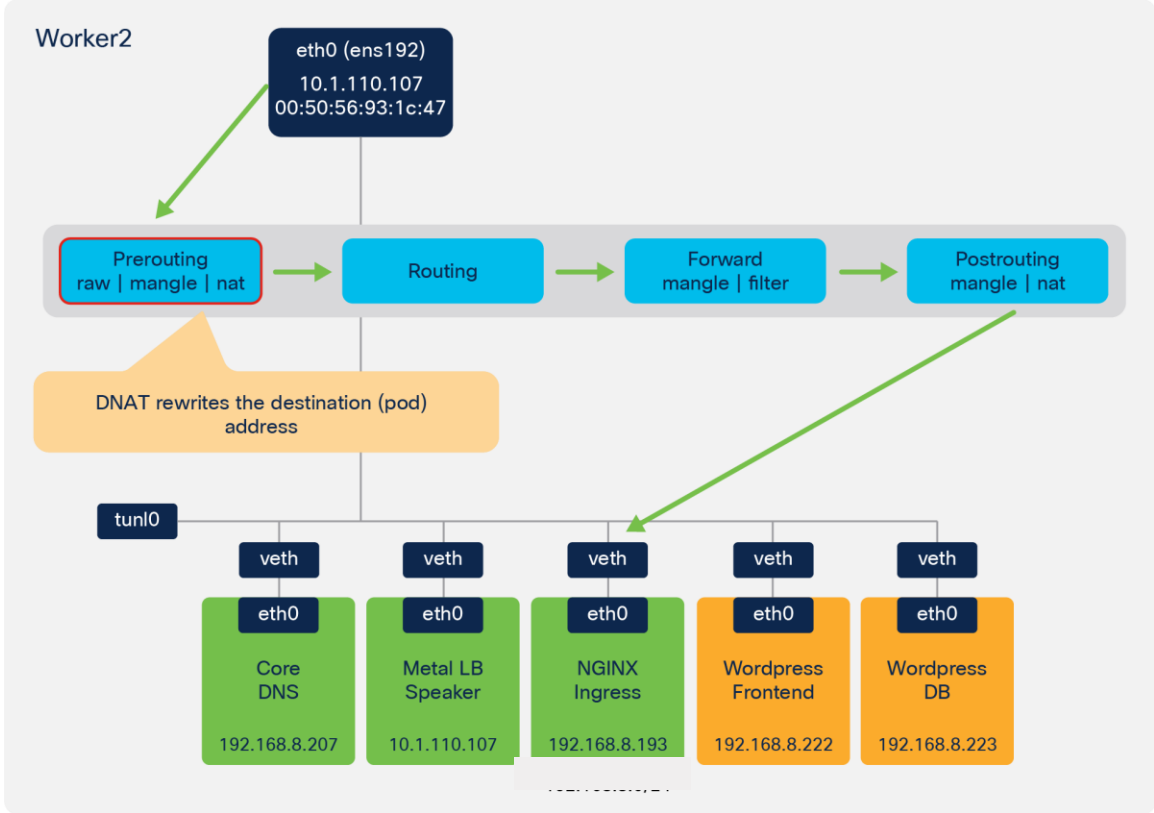 Worker2
eth0 (ens192)
10.1.110.107
00:50:56:93:1c:47
Prerouting
raw | mangle | nat
Routing
Forward
mangle | filter
Postrouting
mangle | nat
DNAT rewrites the destination (pod)
address
tunl0
veth
veth
veth
veth
veth
eth0
eth0
eth0
eth0
eth0
Core
DNS
Metal LB
Speaker
NGINX
Ingress
Wordpress
Frontend
Wordpress
DB
192.168.8.207
10.1.110.107
192.168.8.193
192.168.8.222
192.168.8.223